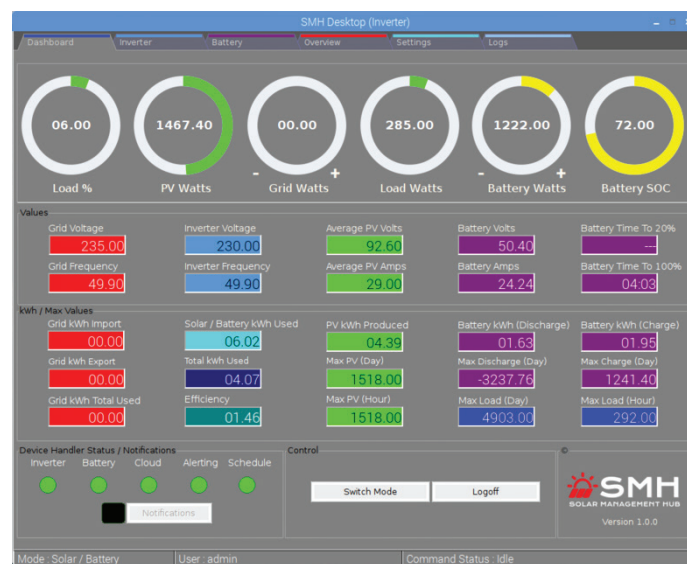 SMH Desktop (Inverter)
Dashboard Inverter Battery Overview Settings Logs
06.00 1467.40 00.00 285.00 1222.00 72.00
- + - +
Load % PV Watts Grid Watts Load Watts Battery Watts Battery SOC
Values
Grid Voltage Inverter Voltage Average PV Volts Battery Volts Battery Time To 20%
235.00 230.00 92.60 50.40 ---
Grid Frequency Inverter Frequency Average PV Amps Battery Amps Battery Time To 100%
49.90 49.90 29.00 24.24 04:03
kWh / Max Values
Grid kWh Import Solar / Battery kWh Used PV kWh Produced Battery kWh (Discharge) Battery kWh (Charge)
00.00 06.02 04.39 01.63 01.95
Grid kWh Export Total kWh Used Max PV (Day) Max Discharge (Day) Max Charge (Day)
00.00 04.07 1518.00 -3237.76 1241.40
Grid kWh Total Used Efficiency Max PV (Hour) Max Load (Day) Max Load (Hour)
00.00 01.46 1518.00 4903.00 292.00
Device Handler Status / Notifications Control ©
Inverter Battery Cloud Alerting Schedule
Switch Mode Logoff
SMH
SOLAR MANAGEMENT HUB
Notifications
Version 1.0.0
Mode : Solar / Battery User : admin Command Status : Idle